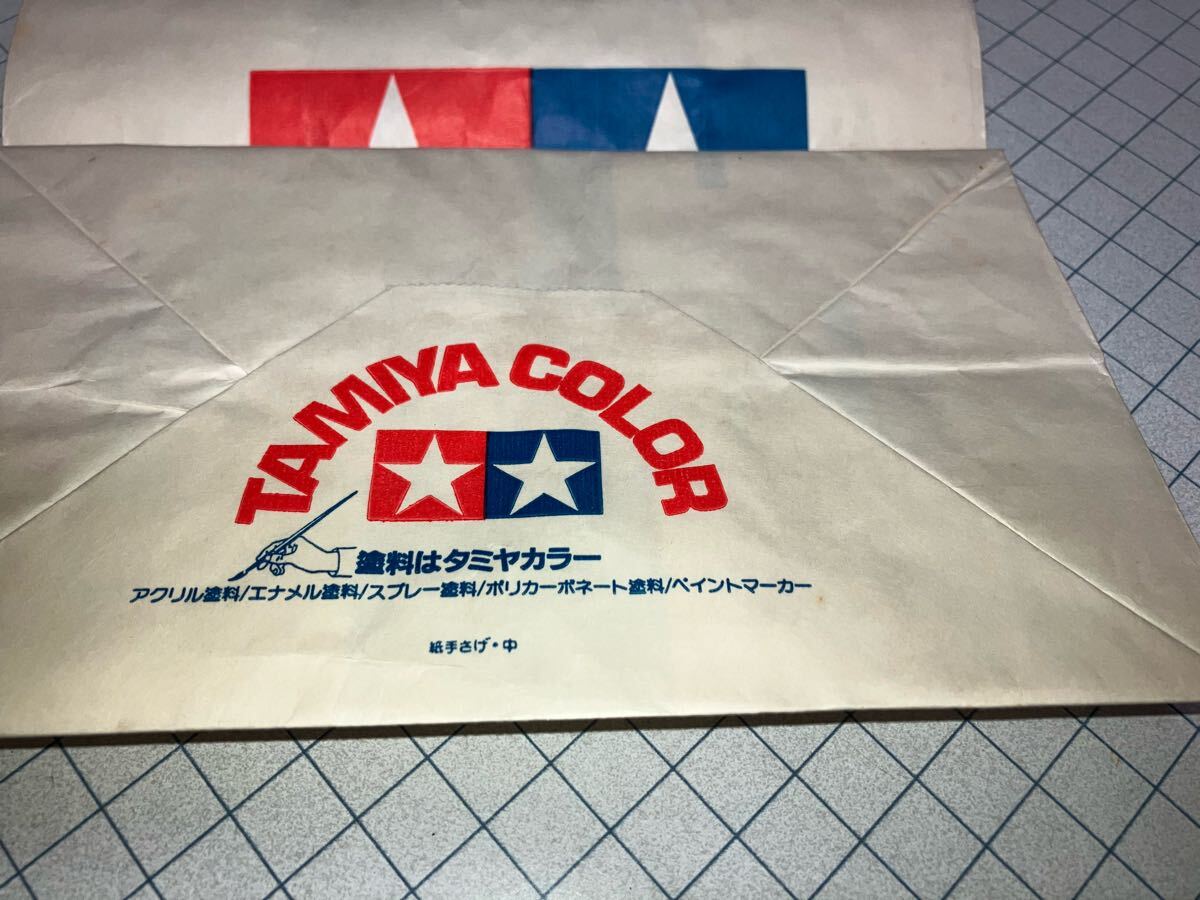 TAMIYA COLOR
塗料はタミヤカラー
アクリル塗料/エナメル塗料/スプレー塗料/ポリカーボネート塗料/ペイントマーカー
紙手さげ・中